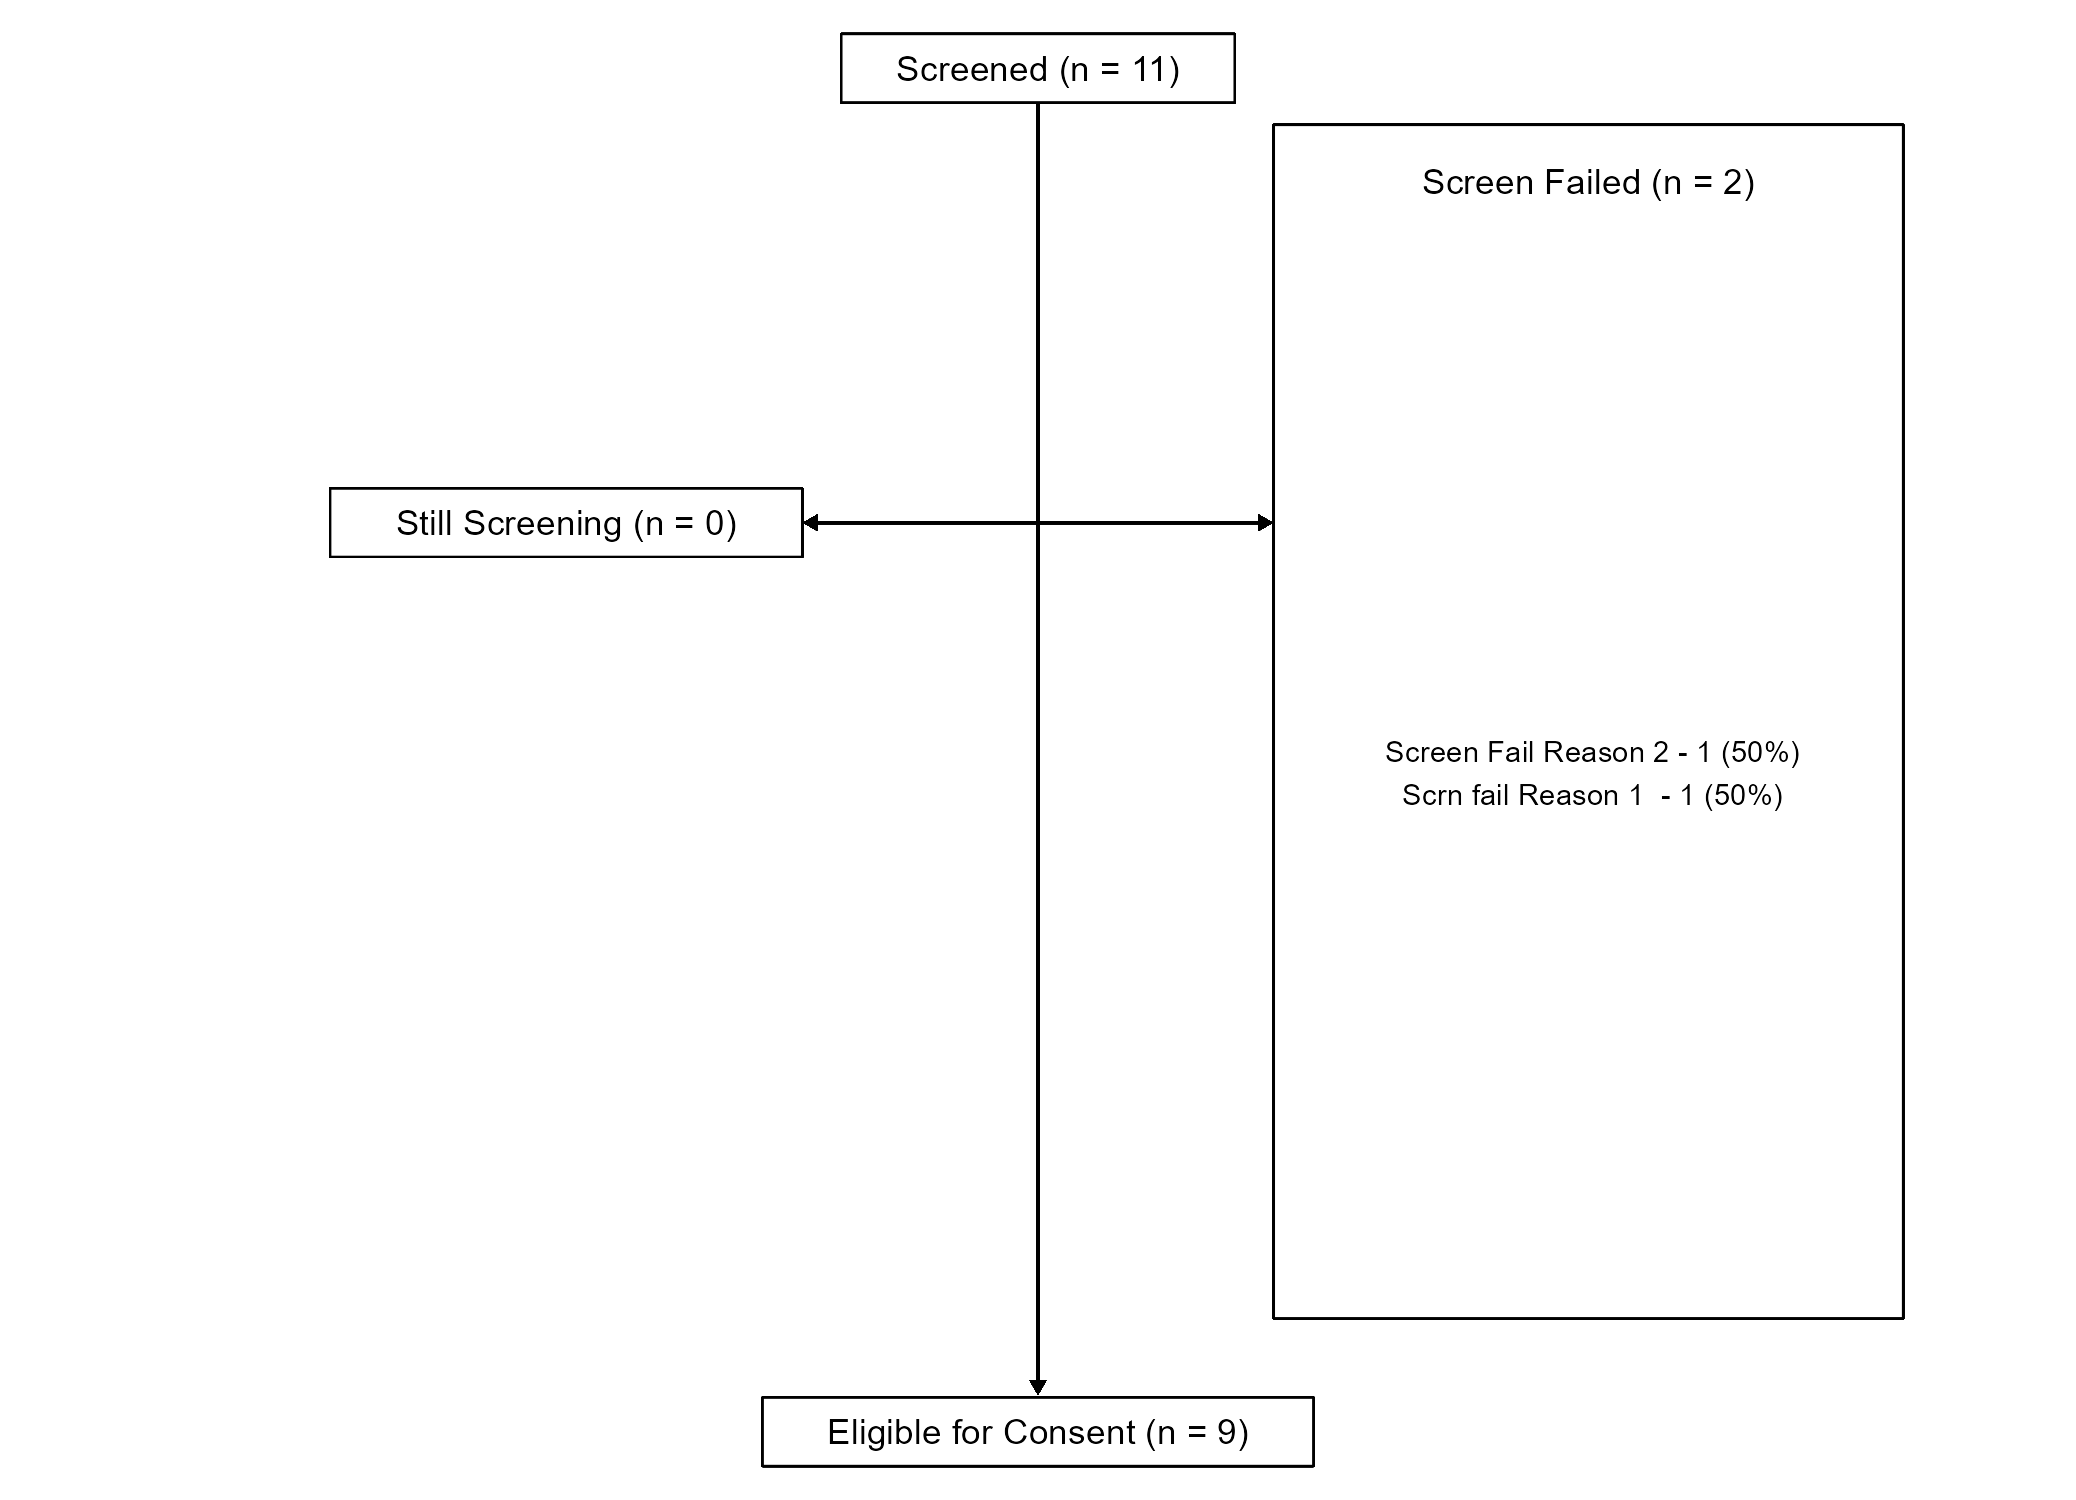 Screened (n = 11)
Screen Failed (n = 2)
Still Screening (n = 0)
Screen Fail Reason 2 - 1 (50%)
Scrn fail Reason 1  - 1 (50%)
Eligible for Consent (n = 9)